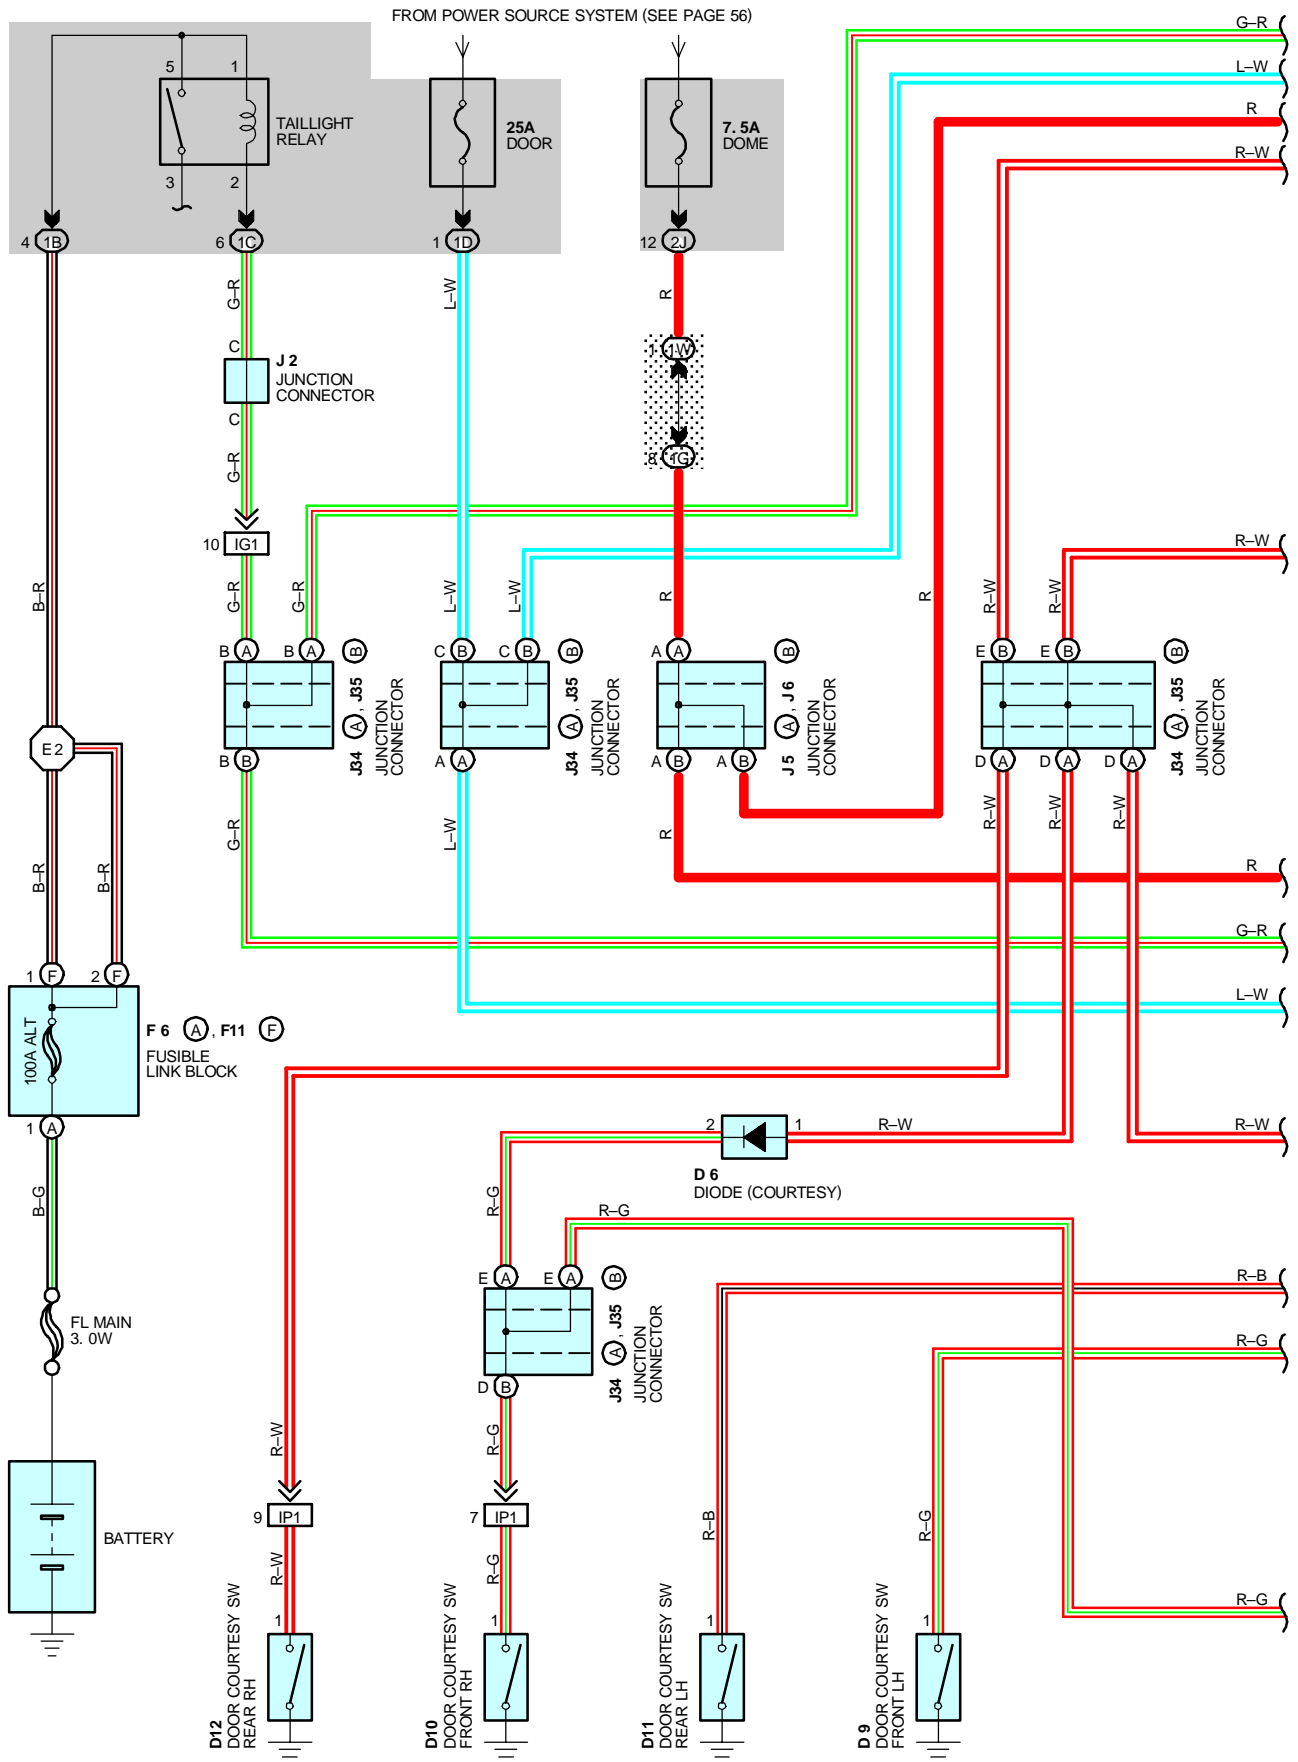 FROM POWER SOURCE SYSTEM (SEE PAGE 56)
G–R
L–W
R
R–W
5
1
TAILLIGHT
RELAY
3
2
25A
DOOR
7. 5A
DOME
4 1B
6 1C
1 1D
12 2J
G–R
L–W
R
C
J 2
JUNCTION
CONNECTOR
C
1 1W
G–R
8 1G
10 IG1
R–W
B–R
G–R
G–R
L–W
L–W
R
R
R–W
R–W
B A
B A
B
C B
C B
B
A A
B
E B
E B
B
J34 A , J35
JUNCTION
CONNECTOR
J34 A , J35
JUNCTION
CONNECTOR
J 5 A , J 6
JUNCTION
CONNECTOR
J34 A , J35
JUNCTION
CONNECTOR
E 2
B B
A A
A B
A B
D A
D A
D A
G–R
L–W
R
R–W
R–W
R–W
B–R
B–R
R
G–R
1 F
2 F
L–W
100A ALT
F 6 A , F11 F
FUSIBLE
LINK BLOCK
1 A
2
1
R–W
R–W
D 6
DIODE (COURTESY)
B–G
R–G
R–G
E A
E A
B
R–B
FL MAIN
3. 0W
J34 A , J35
JUNCTION
CONNECTOR
R–G
D B
R–W
R–G
9 IP1
7 IP1
BATTERY
R–B
R–G
R–W
R–G
R–G
1
1
1
1
D12
DOOR COURTESY SW
REAR RH
D10
DOOR COURTESY SW
FRONT RH
D11
DOOR COURTESY SW
REAR LH
D 9
DOOR COURTESY SW
FRONT LH